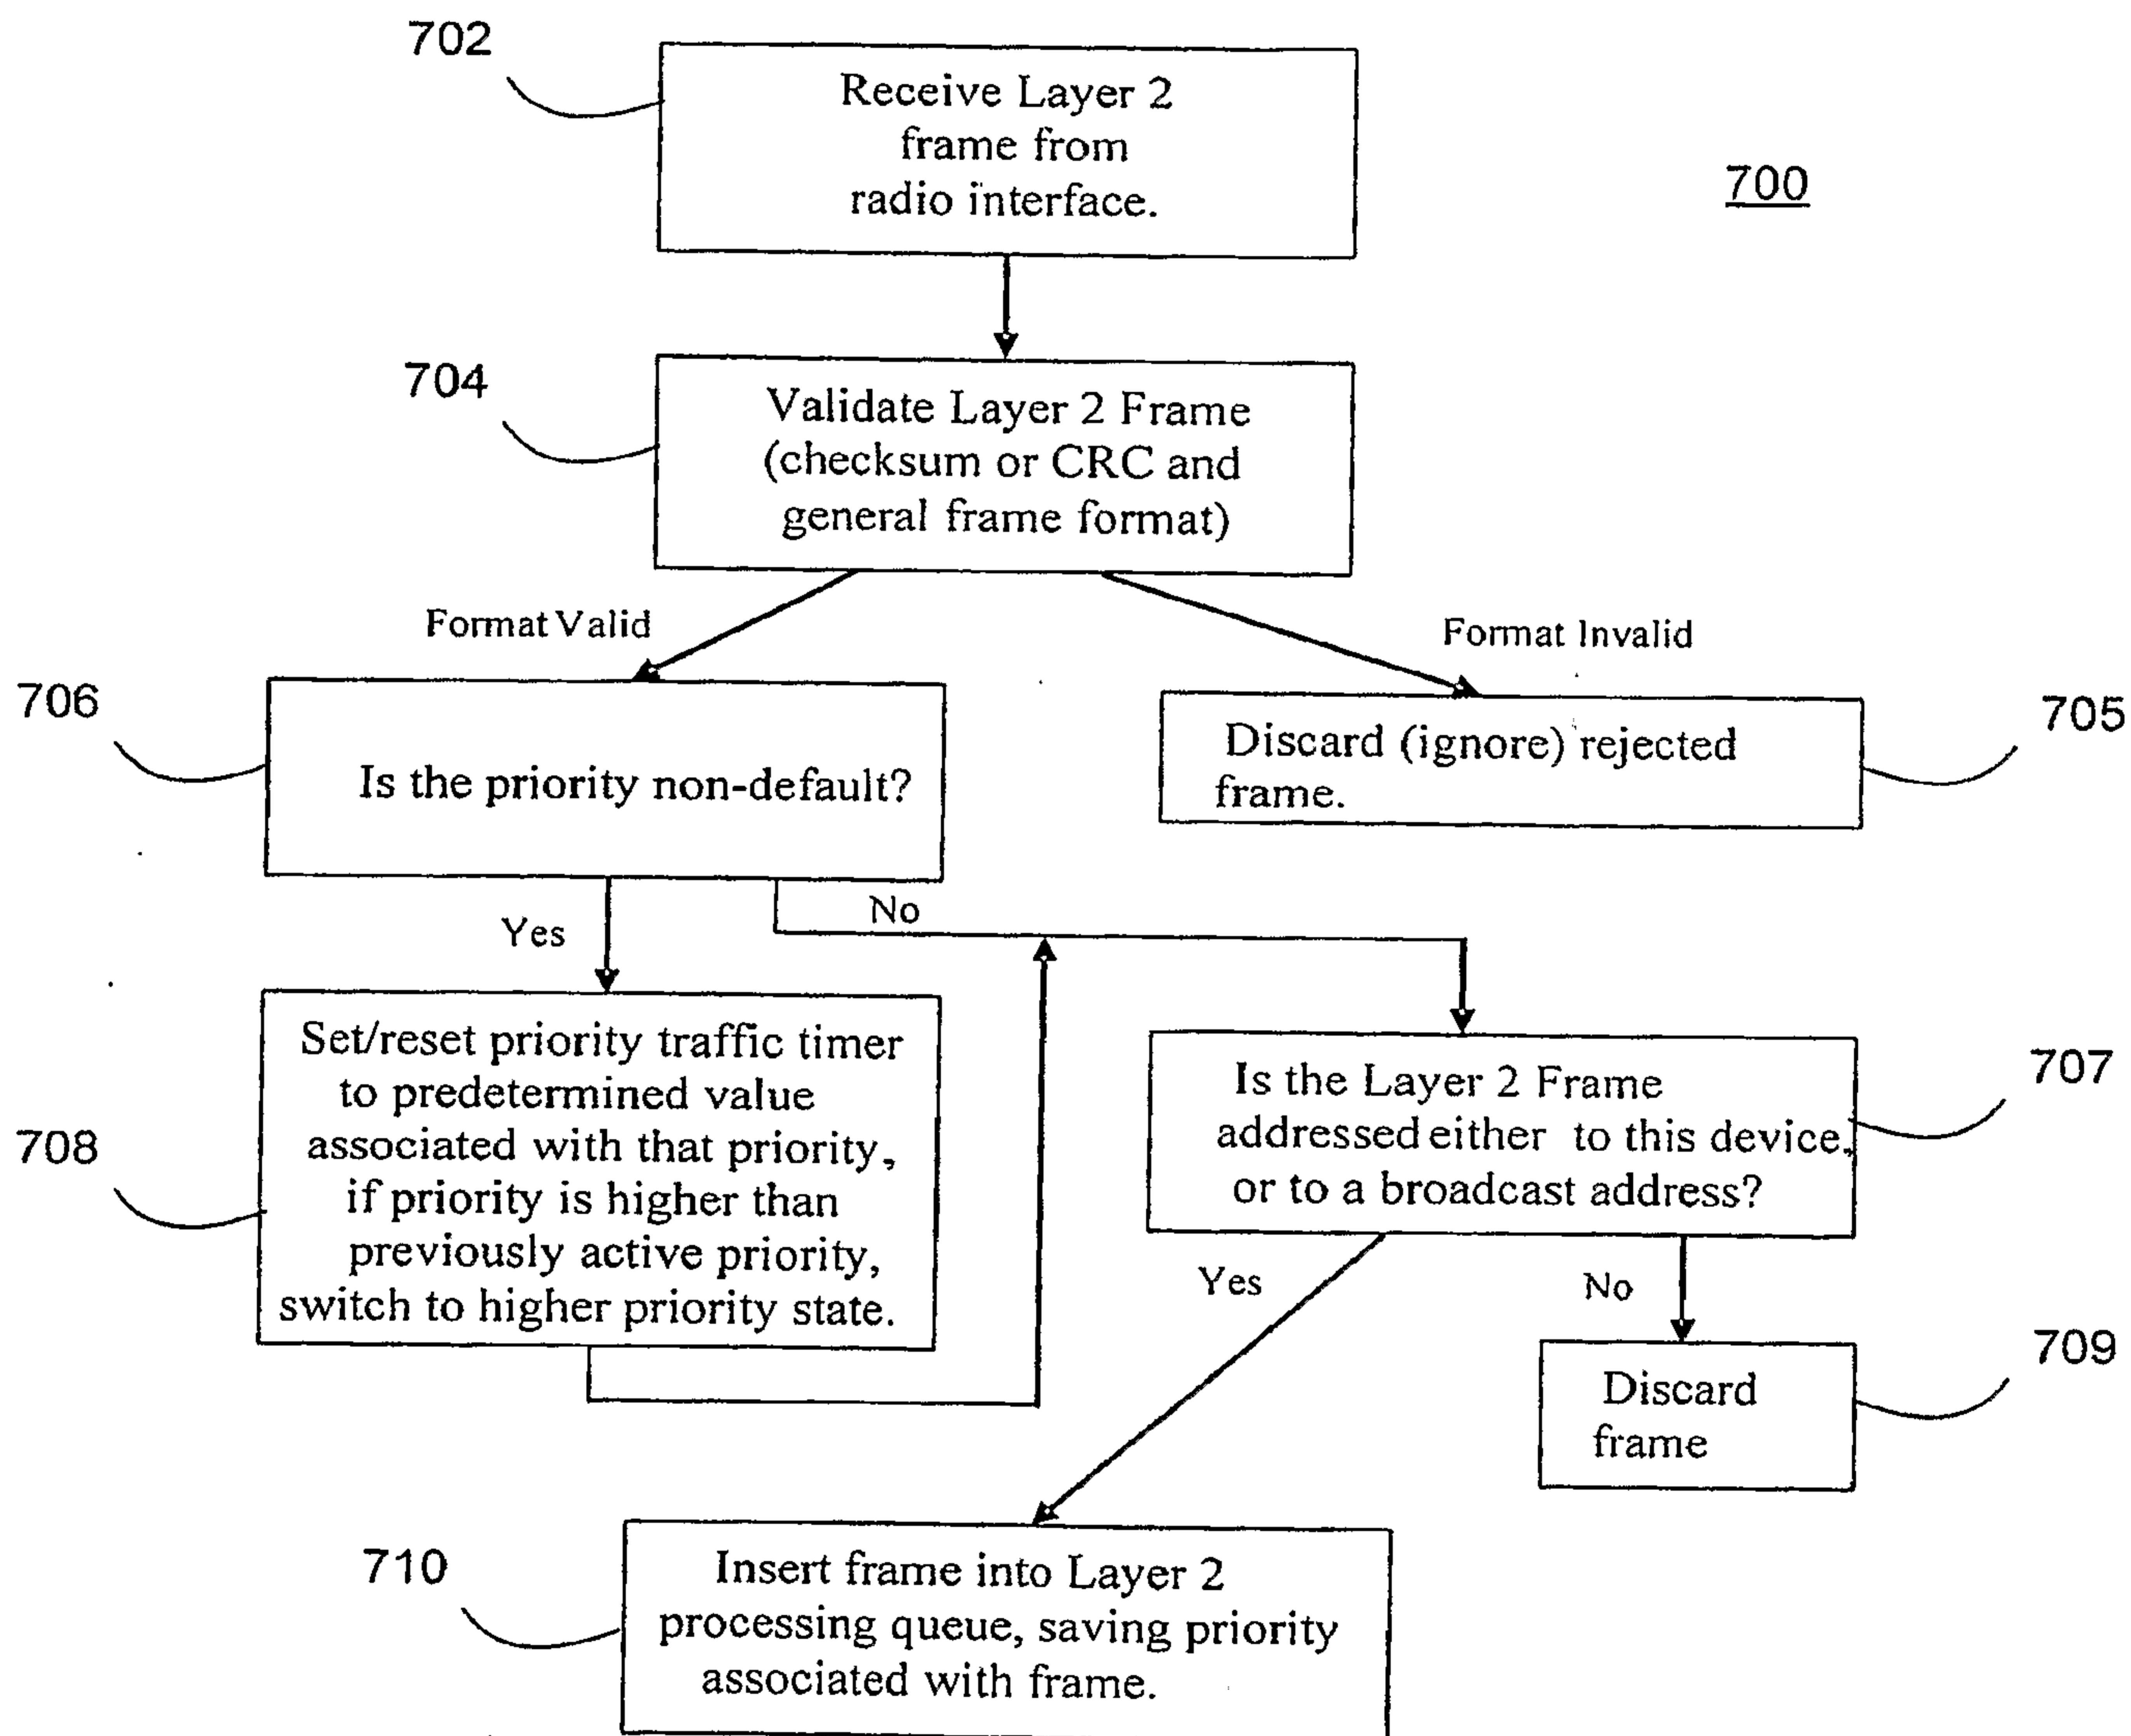 702
Receive Layer 2
frame from
radio interface.
700
704
Validate Layer 2 Frame
(checksum or CRC and
general frame format)
Format Valid
Format Invalid
706
Is the priority non-default?
705
Discard (ignore) rejected
frame.
Yes
No
708
Set/reset priority traffic timer
to predetermined value
associated with that priority,
if priority is higher than
previously active priority,
switch to higher priority state.
707
Is the Layer 2 Frame
addressed either to this device.
or to a broadcast address?
Yes
No
709
Discard
frame
710
Insert frame into Layer 2
processing queue, saving priority
associated with frame.